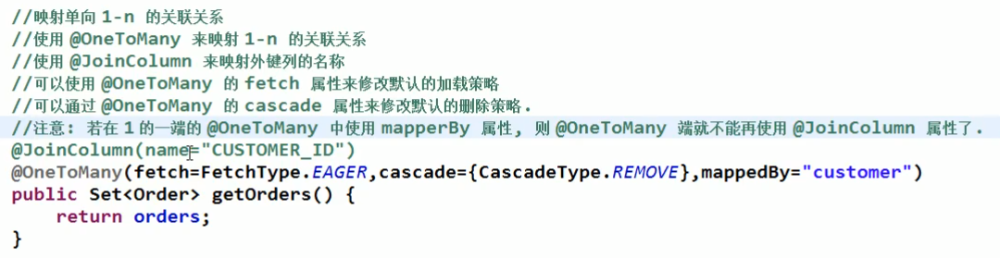 //映射单向 1-n 的关联关系
//使用 @OneToMany 来映射 1-n 的关联关系
//使用 @JoinColumn 来映射外键列的名称
//可以使用 @OneToMany 的 fetch 属性来修改默认的加载策略
//可以通过 @OneToMany 的 cascade 属性来修改默认的删除策略.
//注意: 若在 1 的一端的 @OneToMany 中使用 mapperBy 属性, 则 @OneToMany 端就不能再使用 @JoinColumn 属性了.
@JoinColumn(name="CUSTOMER_ID")
@OneToMany(fetch=FetchType.EAGER,cascade={CascadeType.REMOVE},mappedBy="customer")
public Set<Order> getOrders() {
return orders;
}